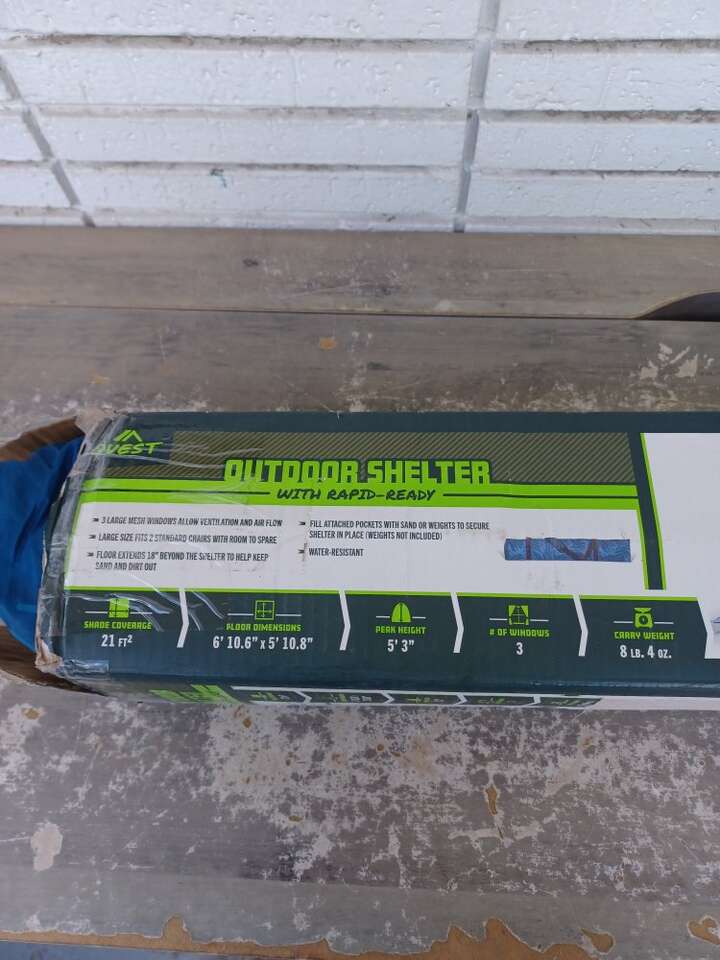 QUEST
OUTDOOR SHELTER
WITH RAPID-READY
» 3 LARGE MESH WINDOWS ALLOW VENTILATION AND AIR FLOW
» LARGE SIZE FITS 2 STANDARD CHAIRS WITH ROOM TO SPARE
» FLOOR EXTENDS 18" BEYOND THE SHELTER TO HELP KEEP
SAND AND DIRT OUT
» FILL ATTACHED POCKETS WITH SAND OR WEIGHTS TO SECURE
SHELTER IN PLACE (WEIGHTS NOT INCLUDED)
» WATER-RESISTANT
SHADE COVERAGE
21 FT²
FLOOR DIMENSIONS
6' 10.6" x 5' 10.8"
PEAK HEIGHT
5' 3"
# OF WINDOWS
3
CARRY WEIGHT
8 LB. 4 OZ.